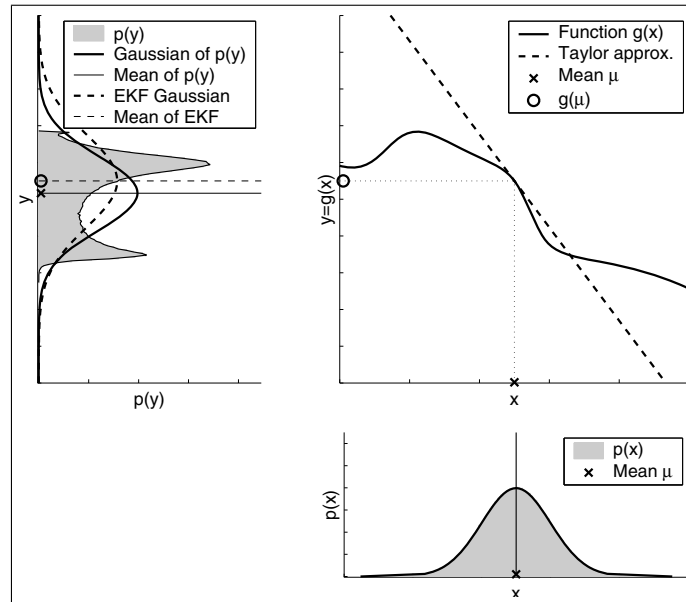 p(y)
Gaussian of p(y)
Mean of p(y)
EKF Gaussian
Mean of EKF
y
p(y)
Function g(x)
Taylor approx.
Mean μ
g(μ)
y=g(x)
x
p(x)
Mean μ
p(x)
x